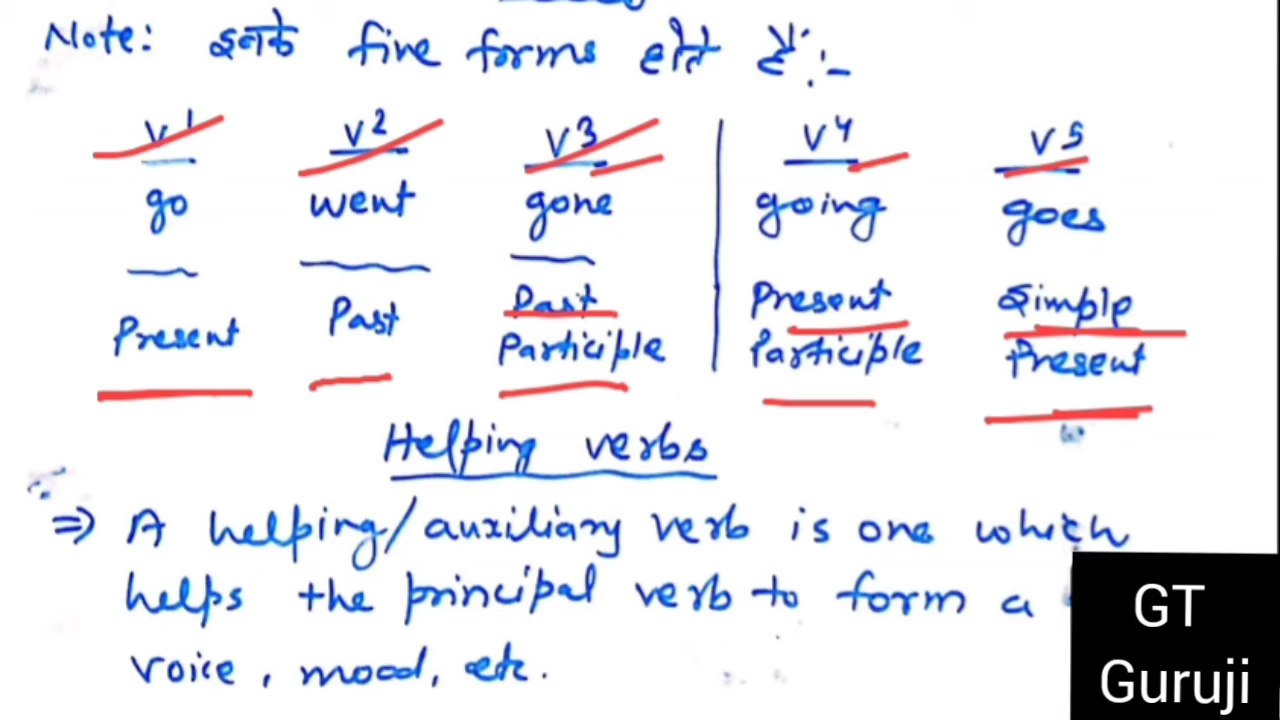 Note: इनकी five forms होती हैं:-
V1 V2 V3 V4 V5
go went gone going goes
Present Past Past Participle Present Participle Simple Present
Helping verbs
⇒ A helping/auxiliary verb is one which
helps the principal verb to form a
voice, mood, etc.
GT
Guruji